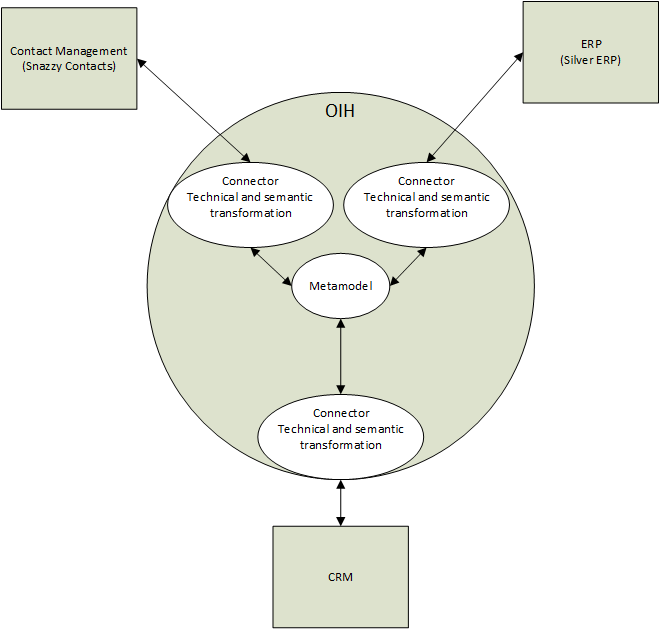 Contact Management
(Snazzy Contacts)
ERP
(Silver ERP)
OIH
Connector
Technical and semantic
transformation
Connector
Technical and semantic
transformation
Metamodel
Connector
Technical and semantic
transformation
CRM